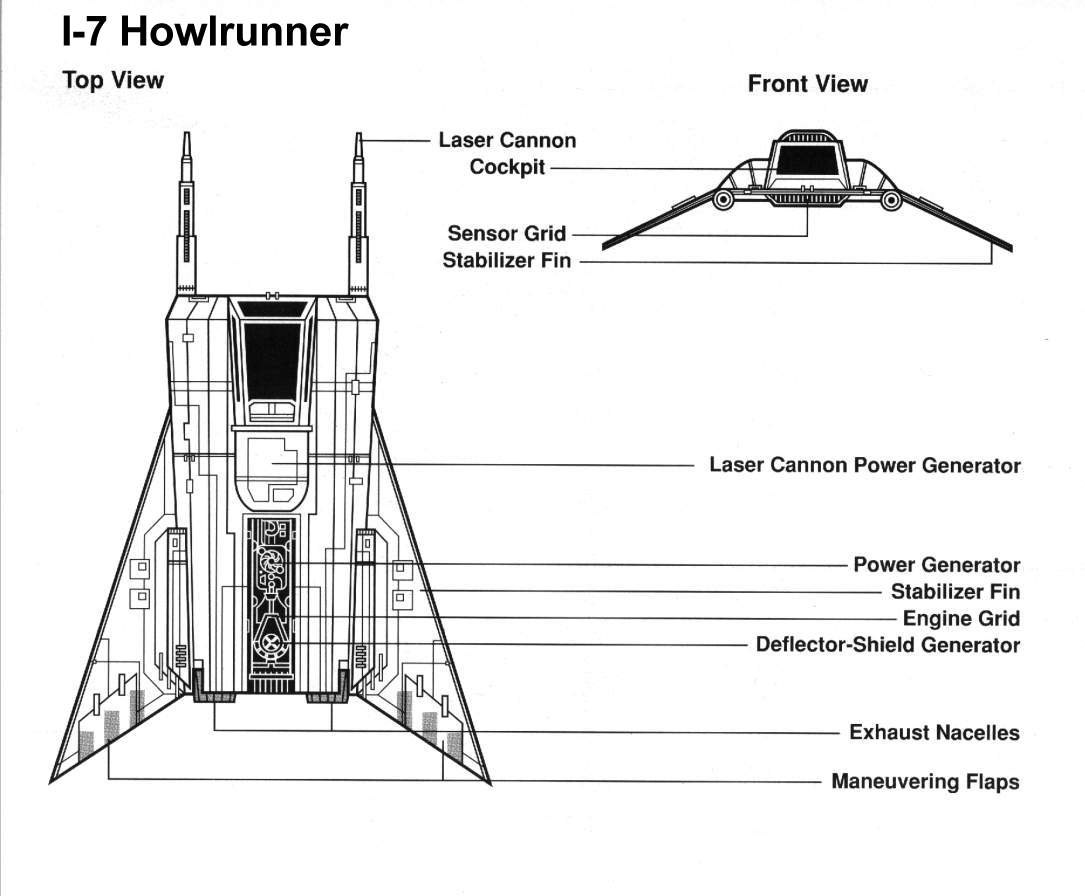 I-7 Howlrunner
Top View
Front View
Laser Cannon
Cockpit
Sensor Grid
Stabilizer Fin
Laser Cannon Power Generator
Power Generator
Stabilizer Fin
Engine Grid
Deflector-Shield Generator
Exhaust Nacelles
Maneuvering Flaps